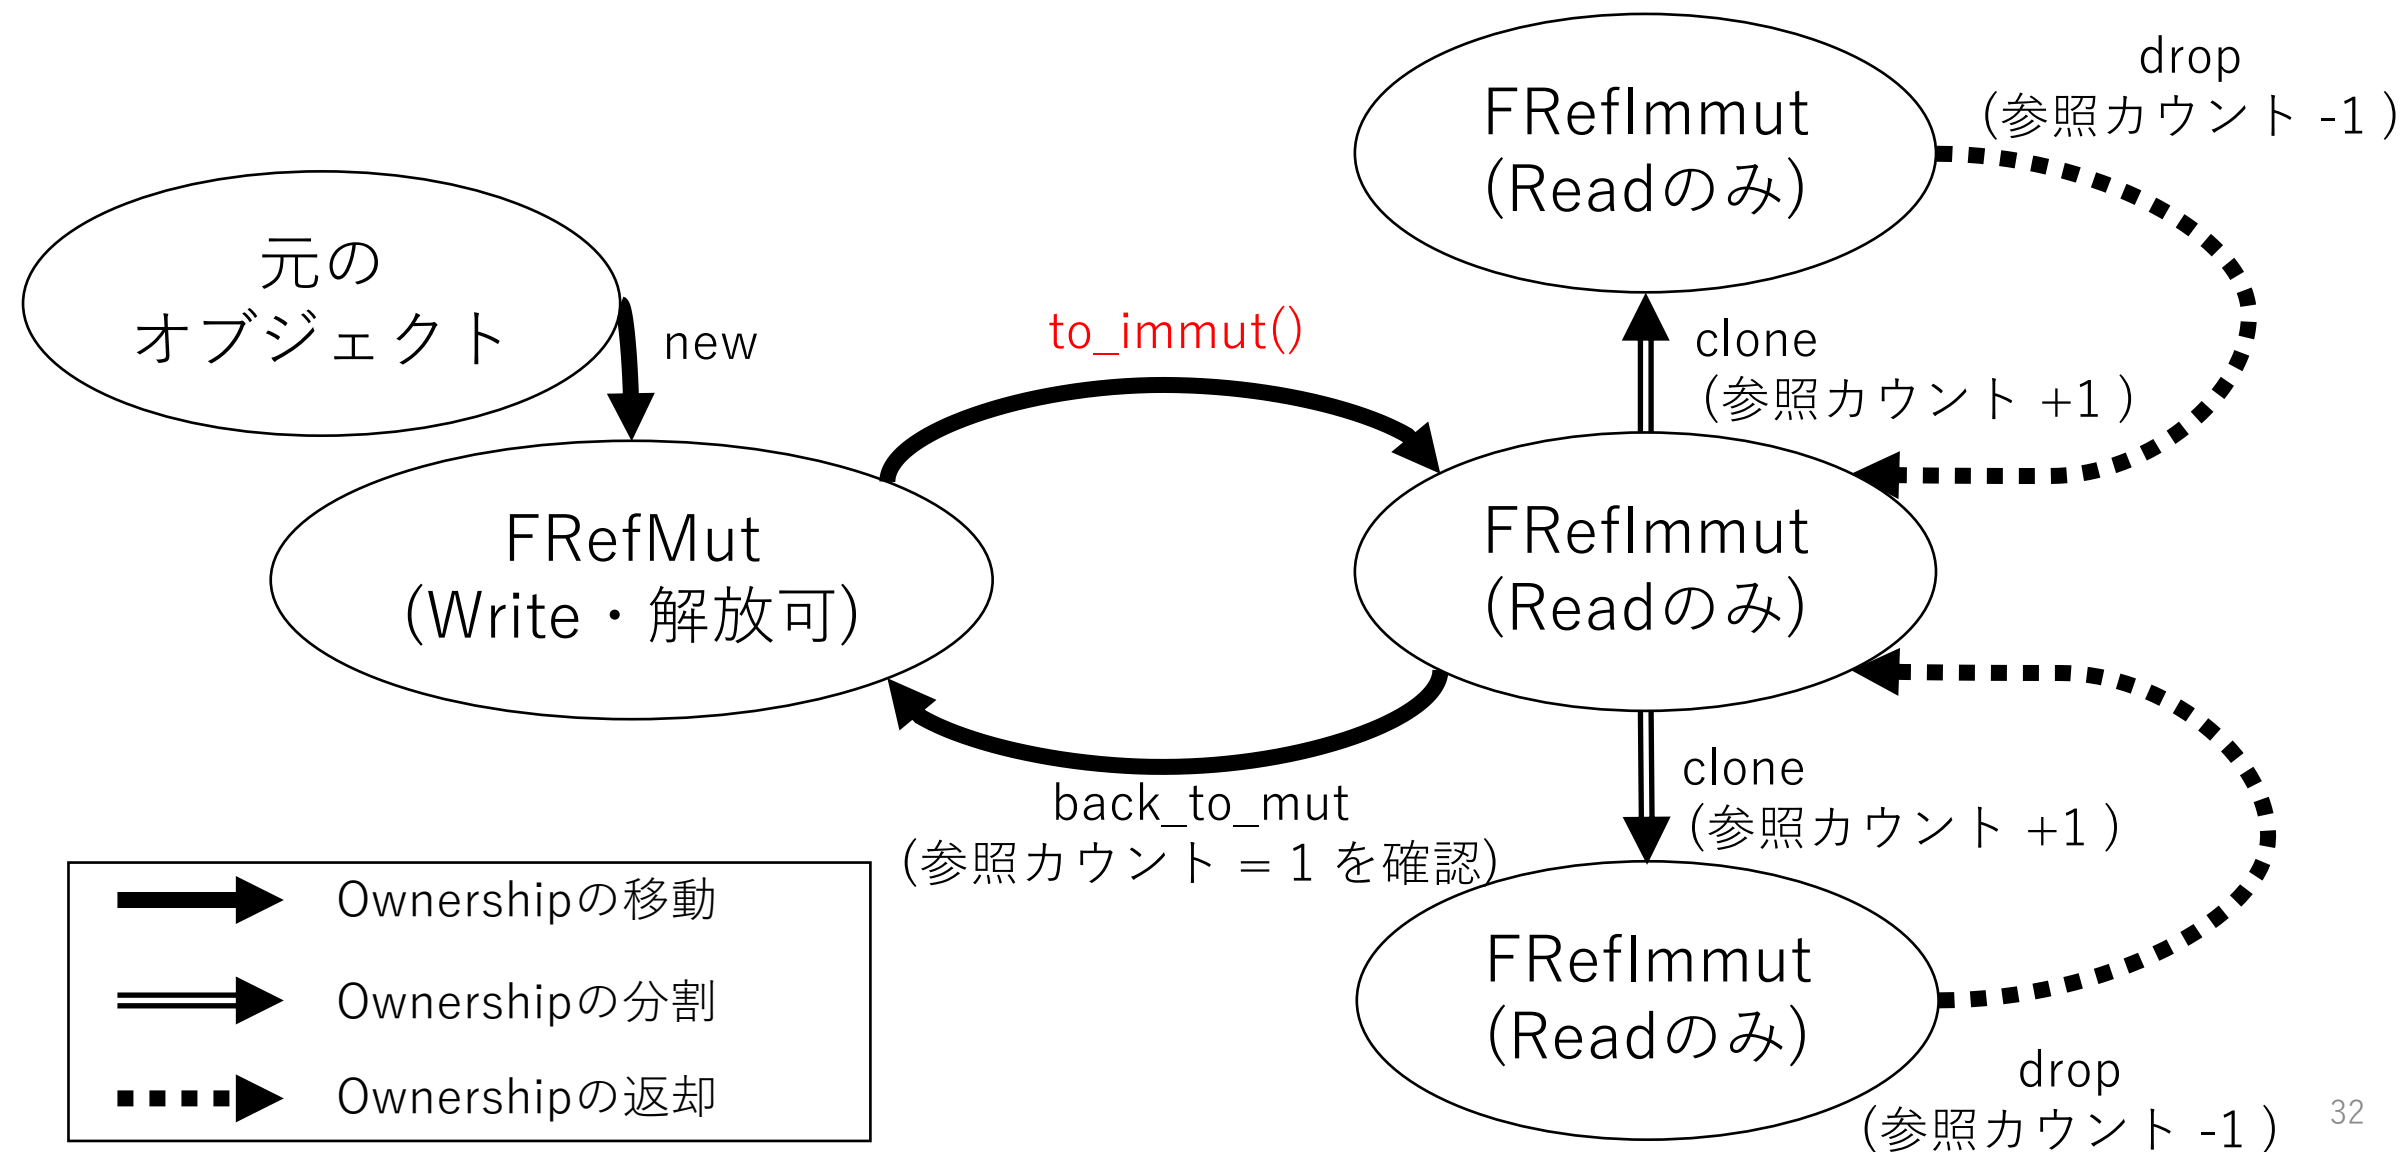 元の
オブジェクト
new
FRefMut
(Write・解放可)
to_immut()
back_to_mut
(参照カウント = 1 を確認)
FRefImmut
(Readのみ)
drop
(参照カウント -1 )
clone
(参照カウント +1 )
FRefImmut
(Readのみ)
clone
(参照カウント +1 )
FRefImmut
(Readのみ)
drop
(参照カウント -1 )
Ownershipの移動
Ownershipの分割
Ownershipの返却
32